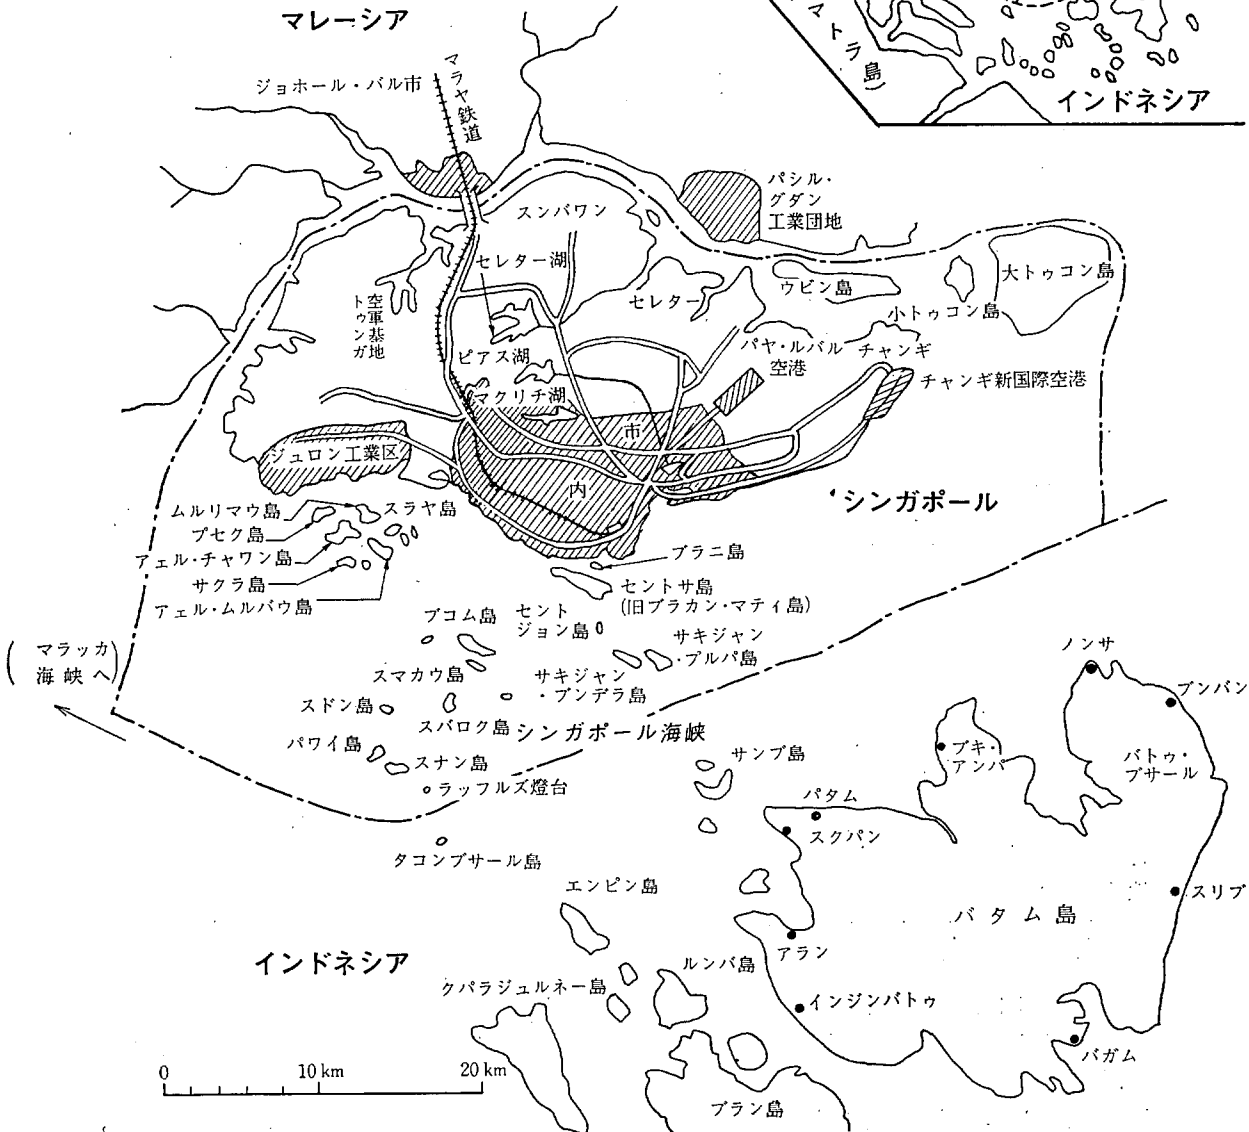 マレーシア
マトラ島)
インドネシア
ジョホール・バル市
マラヤ鉄道
パシル・
グダン
工業団地
スンバワン
セレター湖
セレター
ウビン島
小トゥコン島
大トゥコン島
空軍基地
トゥンガ
ピアス湖
マクリチ湖
パヤ・ルバル
空港
チャンギ
チャンギ新国際空港
市
内
ジュロン工業区
シンガポール
ムルリマウ島
スラヤ島
プセク島
アェル・チャワン島
サクラ島
アェル・ムルバウ島
ブラニ島
セントサ島
(旧ブラカン・マティ島)
ブコム島
セント
ジョン島
サキジャン
・プルパ島
スマカウ島
サキジャン
・ブンデラ島
(マラッカ
海峡へ)
スドン島
スバロク島
シンガポール海峡
パワイ島
スナン島
ラッフルズ燈台
サンブ島
ノンサ
ブンバン
ブキ・
アンパ
バトゥ・
ブサール
パタム
スクパン
タコンブサール島
エンピン島
スリブ
バタム島
アラン
インドネシア
ルンバ島
クパラジュルネー島
インジンバトゥ
バガム
ブラン島
0 10 km 20 km